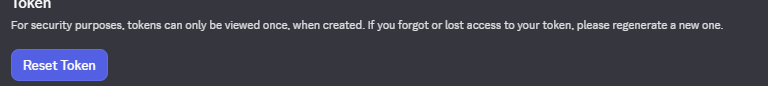 Token
For security purposes, tokens can only be viewed once, when created. If you forgot or lost access to your token, please regenerate a new one.
Reset Token